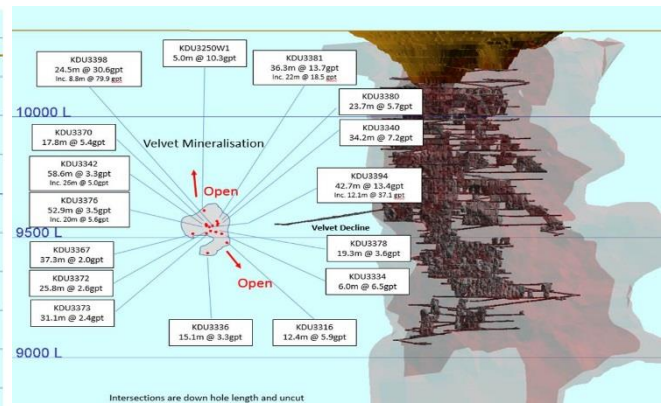 KDU3250W1
5.0m @ 10.3gpt
KDU3398
24.5m @ 30.6gpt
Inc. 8.8m @ 79.9 gpt
KDU3381
36.3m @ 13.7gpt
Inc. 22m @ 18.5 gpt
KDU3380
23.7m @ 5.7gpt
10000 L
KDU3370
17.8m @ 5.4gpt
Velvet Mineralisation
KDU3340
34.2m @ 7.2gpt
KDU3342
58.6m @ 3.3gpt
Inc. 26m @ 5.0gpt
Open
KDU3394
42.7m @ 13.4gpt
Inc. 12.1m @ 37.1 gpt
KDU3376
52.9m @ 3.5gpt
Inc. 20m @ 5.6gpt
Velvet Decline
9500 L
KDU3367
37.3m @ 2.0gpt
KDU3378
19.3m @ 3.6gpt
KDU3372
25.8m @ 2.6gpt
Open
KDU3334
6.0m @ 6.5gpt
KDU3373
31.1m @ 2.4gpt
KDU3336
15.1m @ 3.3gpt
KDU3316
12.4m @ 5.9gpt
9000 L
Intersections are down hole length and uncut